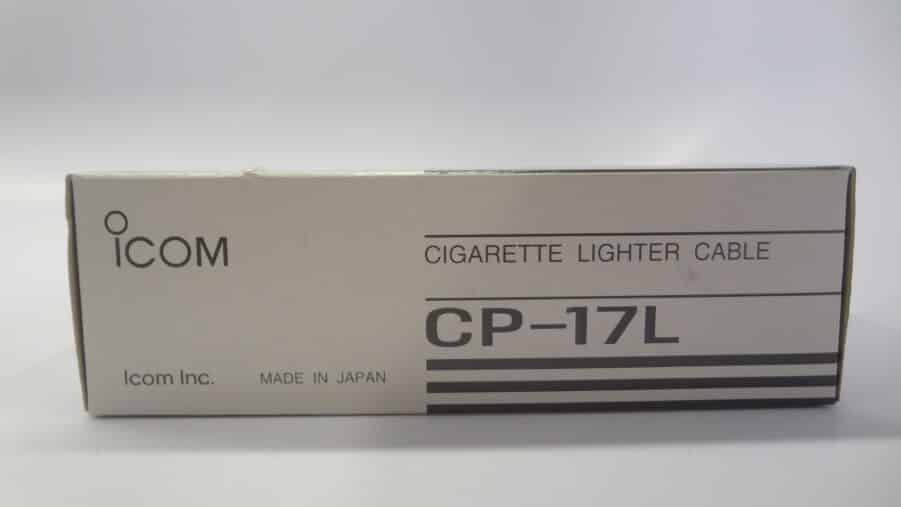 ICOM
CIGARETTE LIGHTER CABLE
CP-17L
Icom Inc. MADE IN JAPAN